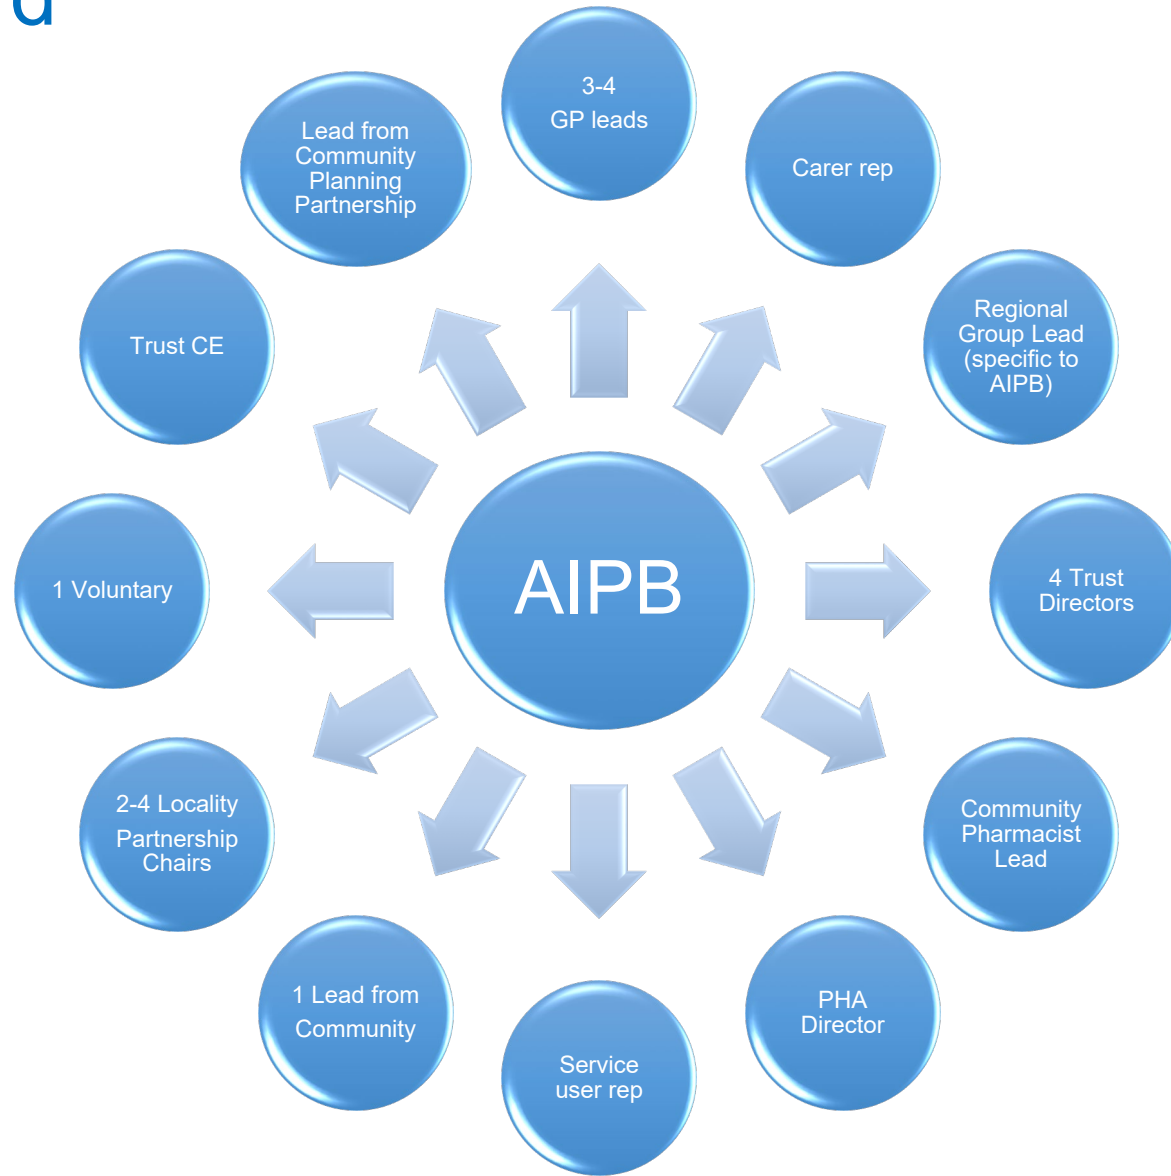 d
3-4
GP leads
Carer rep
Regional
Group Lead
(specific to
AIPB)
4 Trust
Directors
Community
Pharmacist
Lead
PHA
Director
Service
user rep
1 Lead from
Community
2-4 Locality
Partnership
Chairs
1 Voluntary
Trust CE
Lead from
Community
Planning
Partnership
AIPB